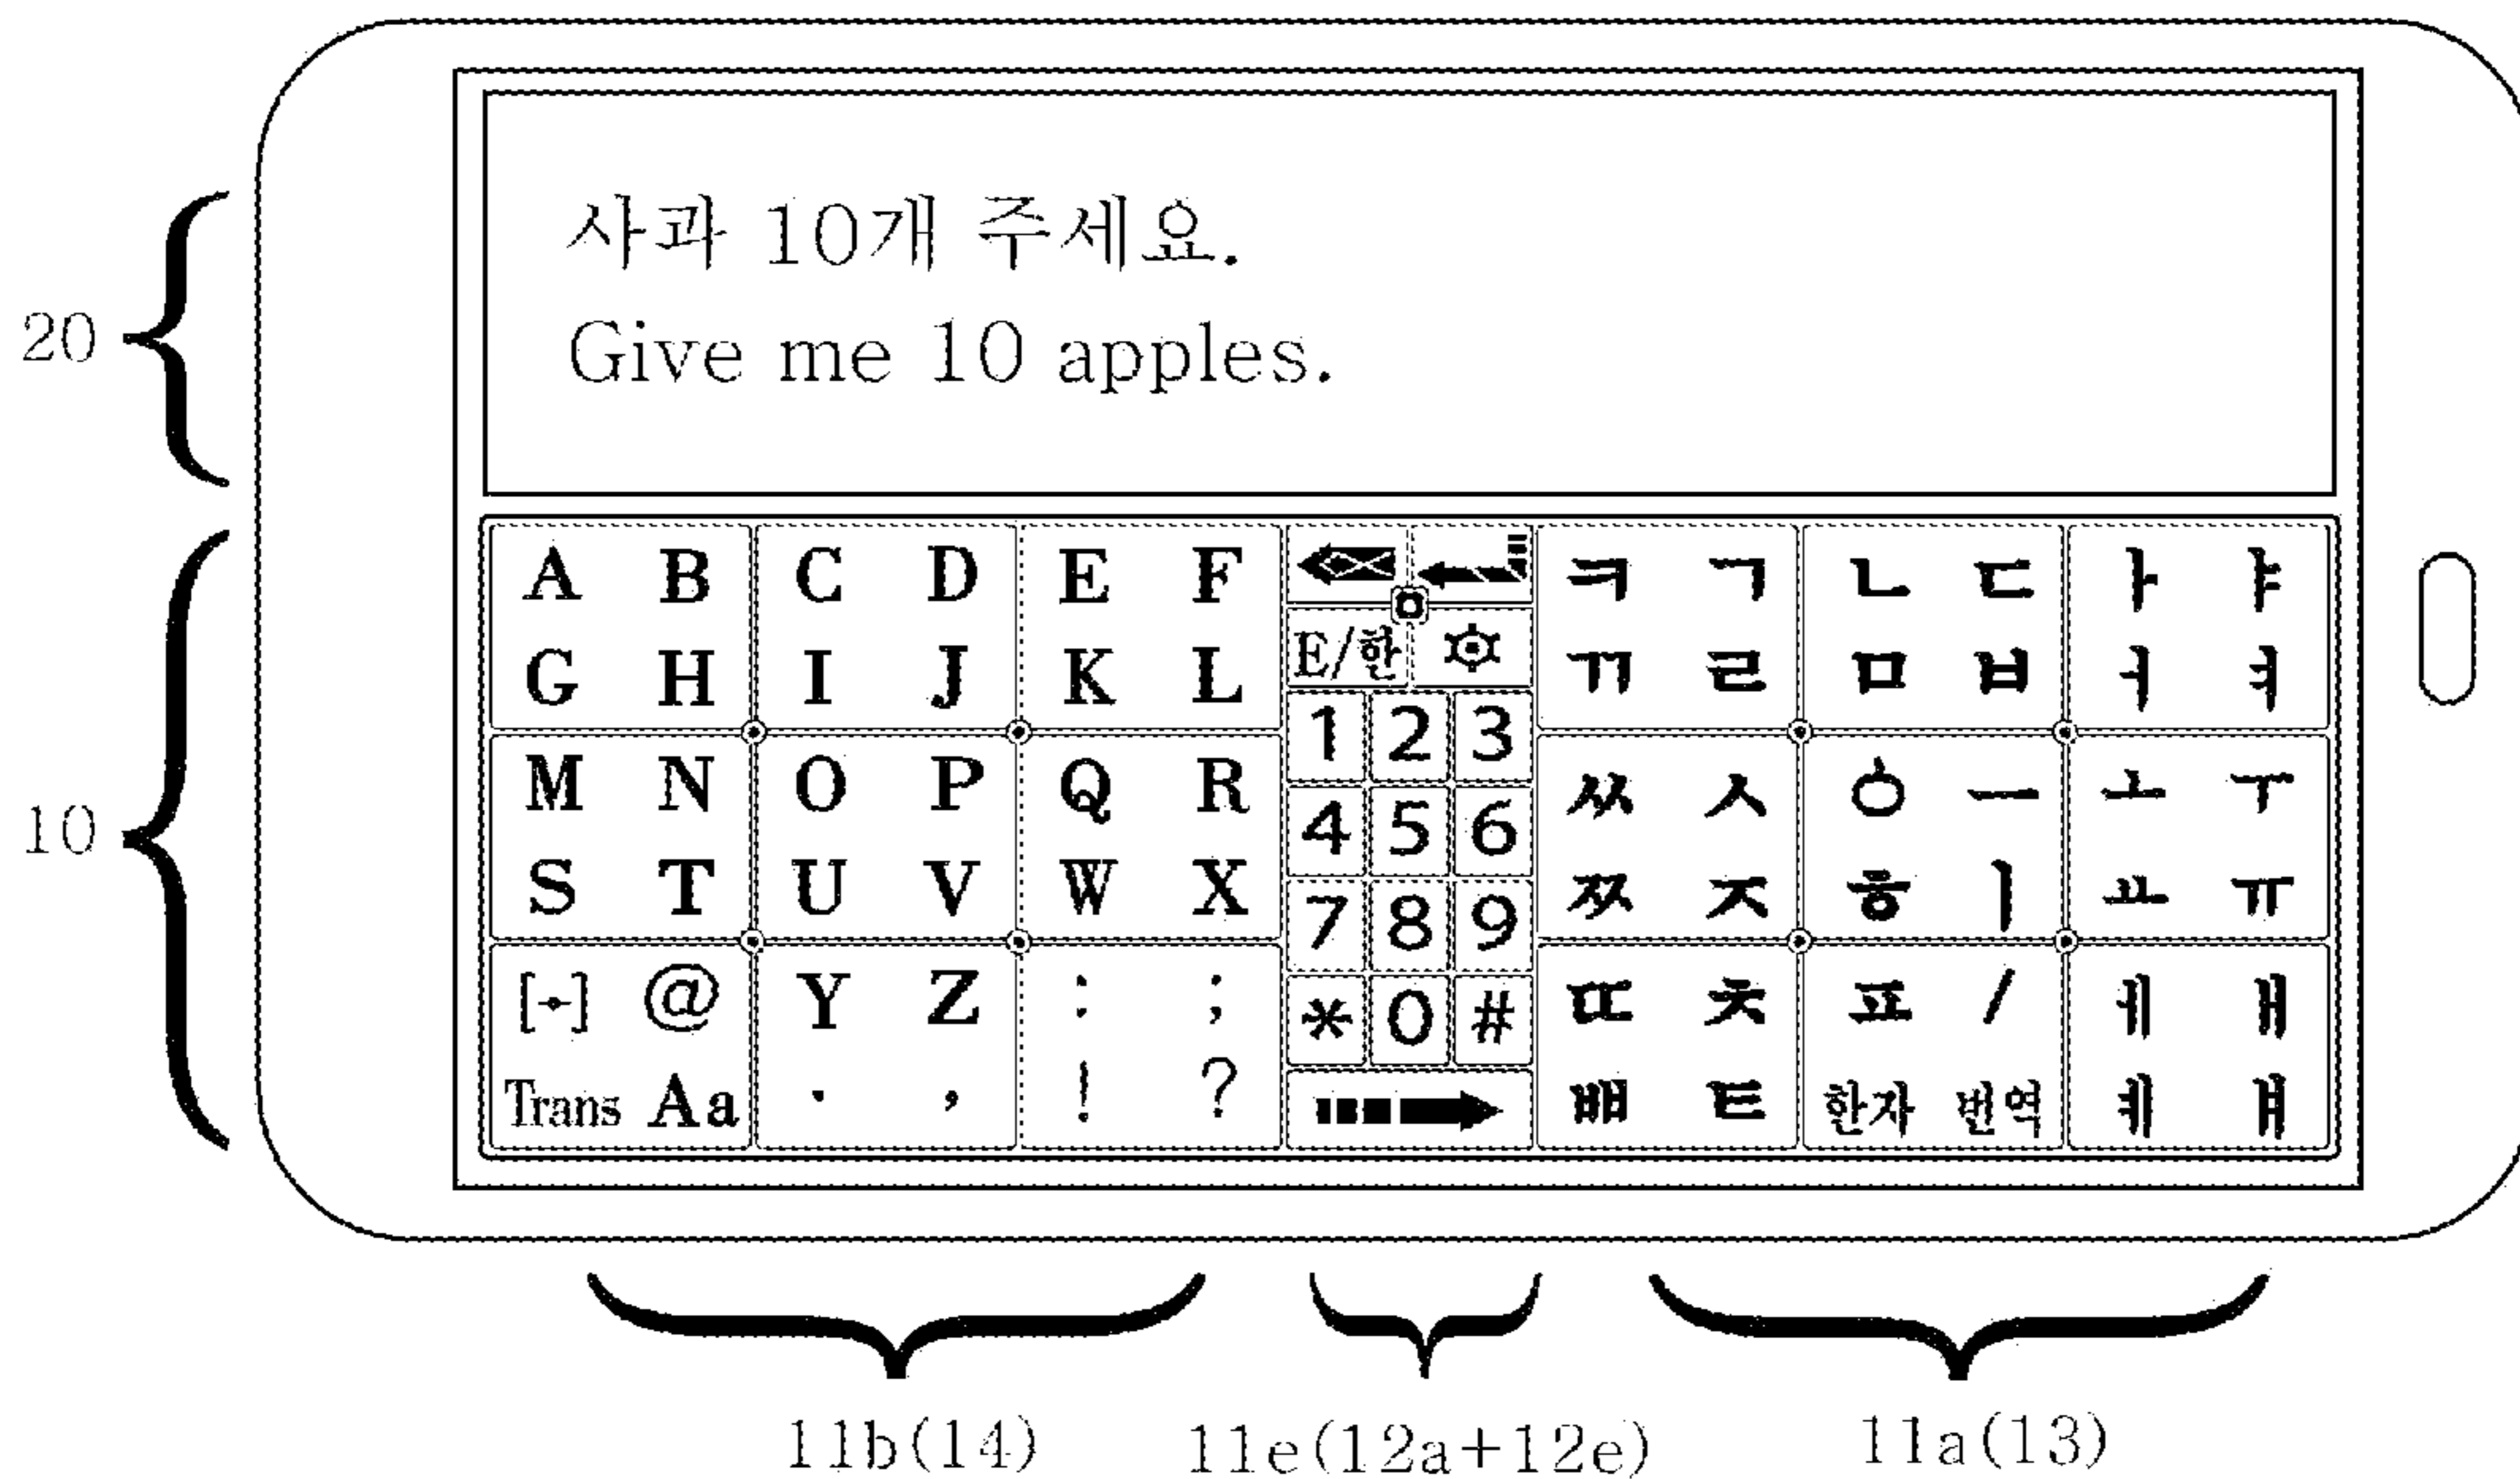 사과 10개 주세요.
Give me 10 apples.
20
10
A B C D E F E/한 ㅋ ㄱ ㄴ ㄷ ㅏ ㅑ
G H I J K L ㄲ ㄹ ㅁ ㅂ ㅓ ㅕ
1 2 3
M N O P Q R ㅆ ㅅ ㆁ ㅡ ㅗ ㅜ
4 5 6
S T U V W X ㅉ ㅈ ㅎ ㅣ ㅛ ㅠ
7 8 9
[-] @ Y Z : ; * 0 # ㄸ ㅊ ㅍ / ㅔ ㅐ
Trans Aa . , ! ? ㅃ ㅌ 한자 번역 ㅖ ㅒ
11b(14) 11e(12a+12e) 11a(13)